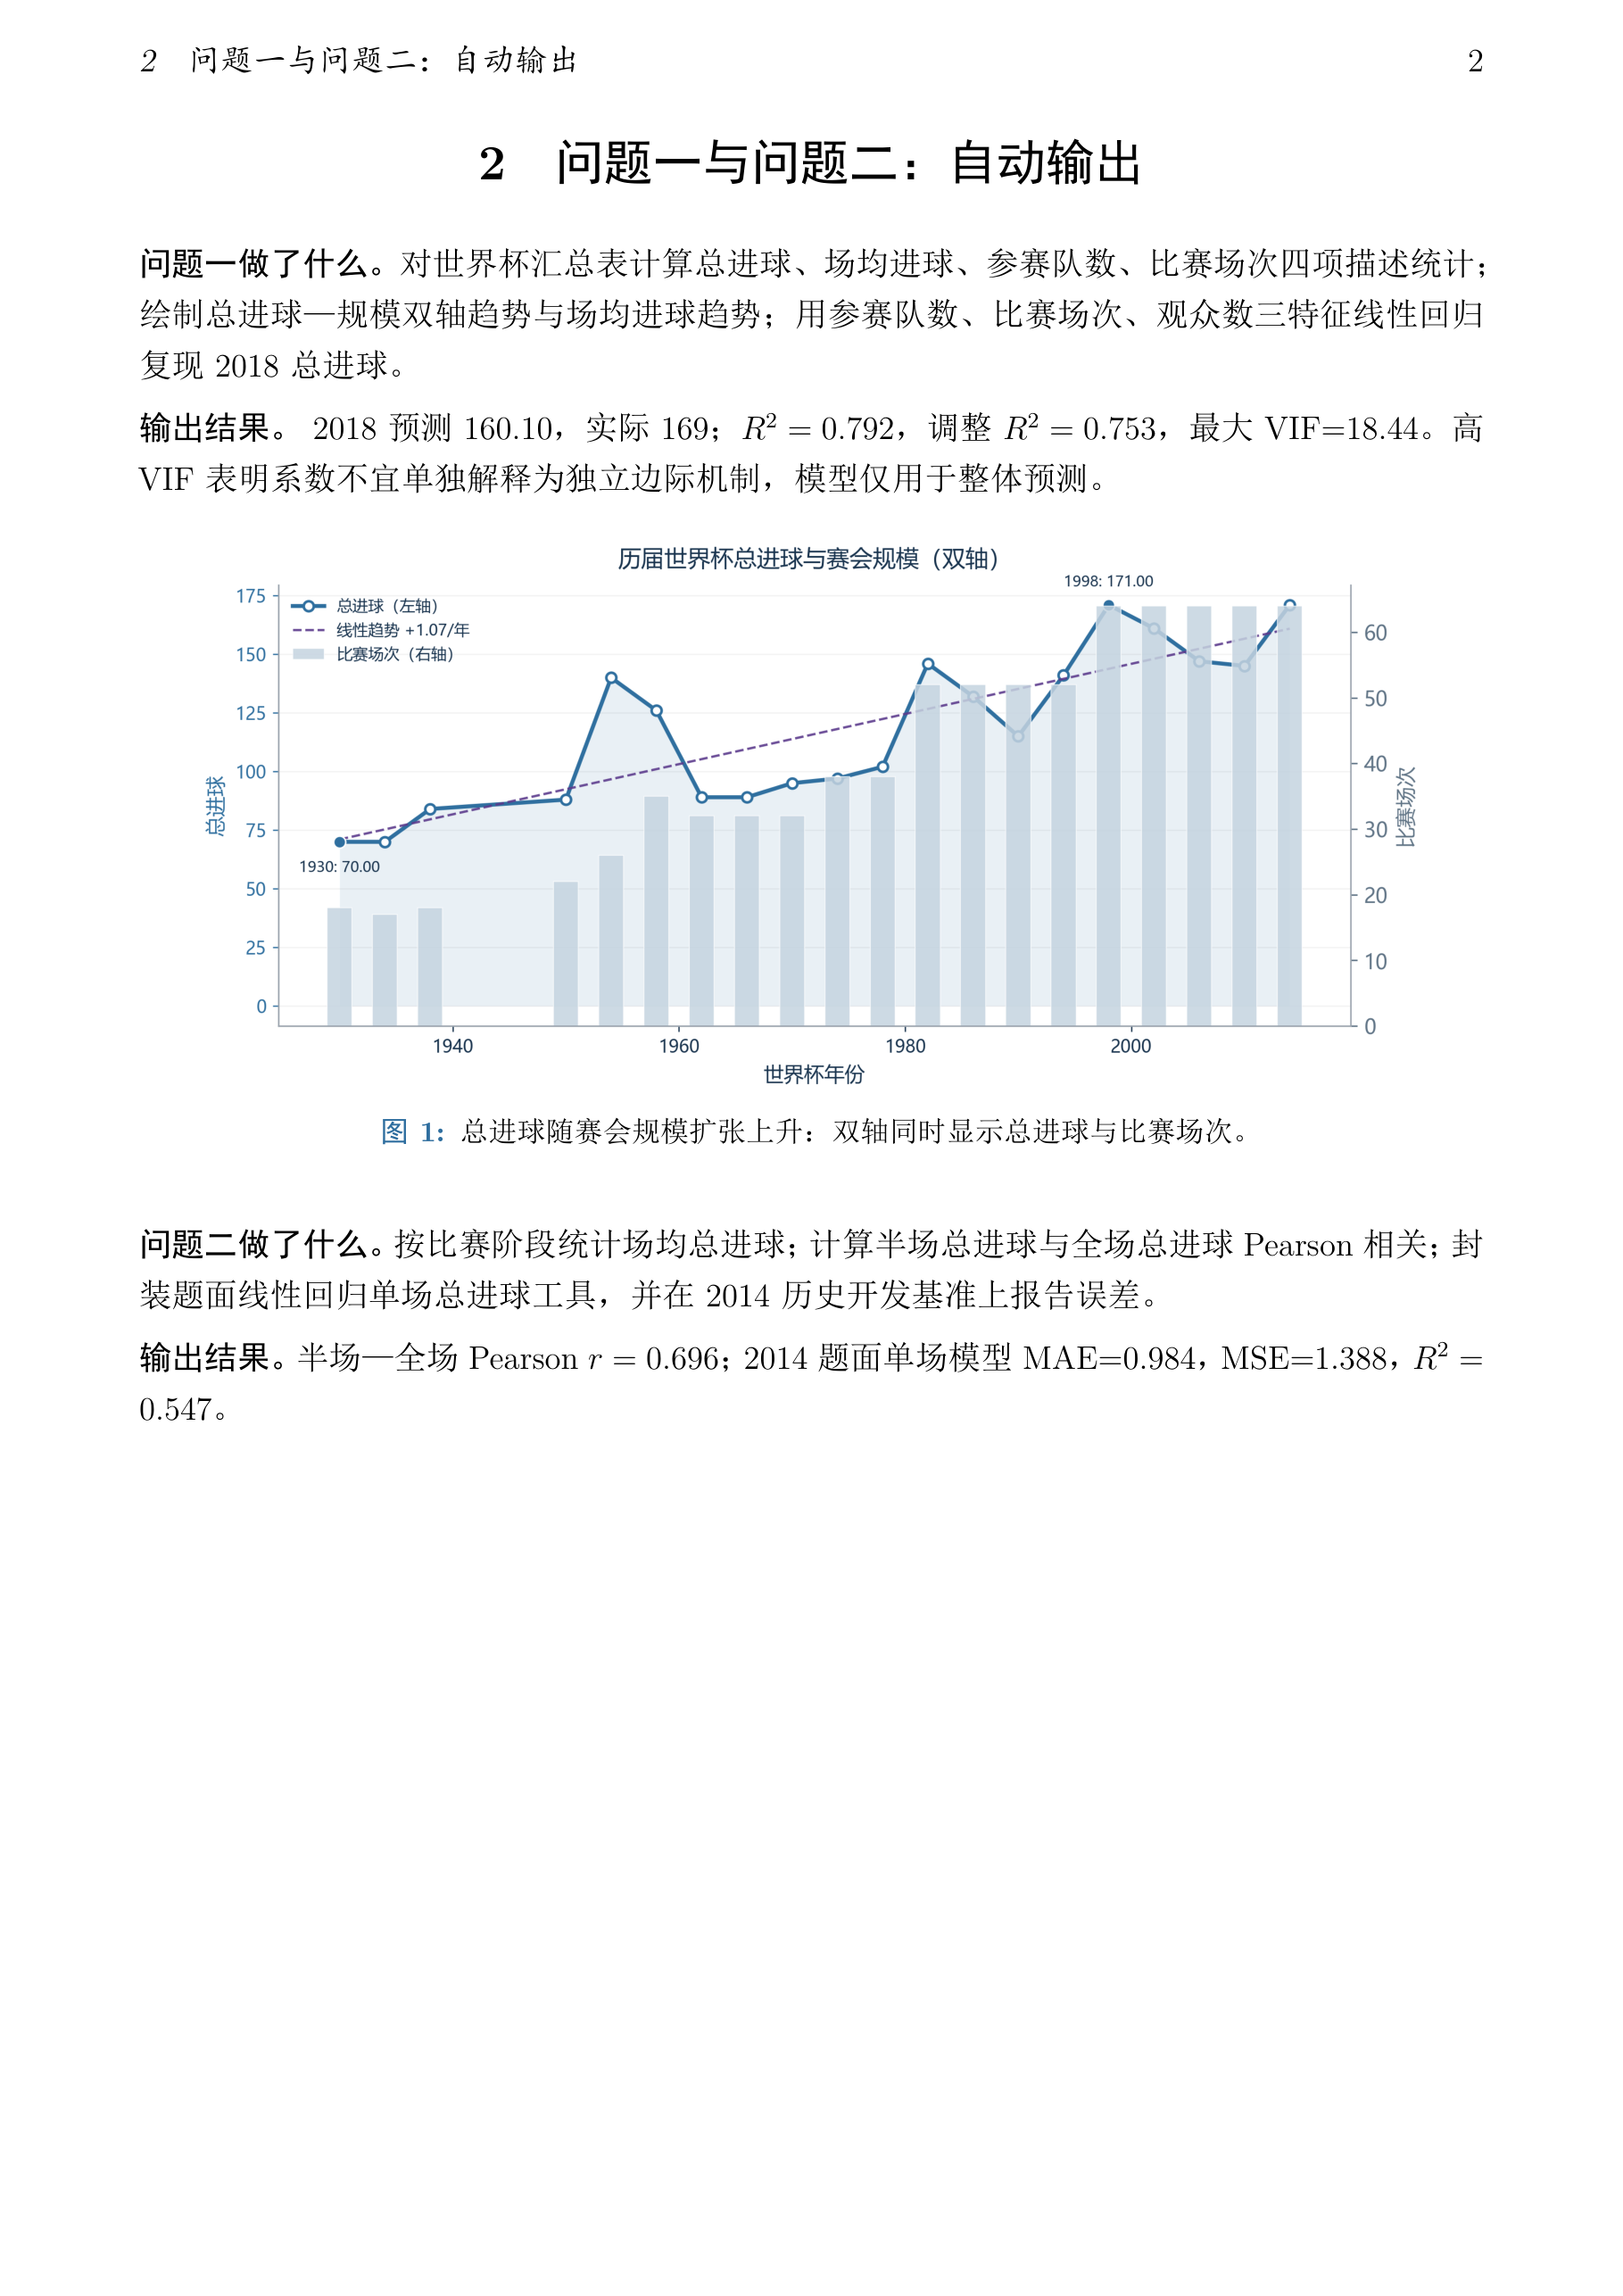 2 问题一与问题二：自动输出 2
2 问题一与问题二：自动输出
问题一做了什么。对世界杯汇总表计算总进球、场均进球、参赛队数、比赛场次四项描述统计；
绘制总进球—规模双轴趋势与场均进球趋势；用参赛队数、比赛场次、观众数三特征线性回归
复现 2018 总进球。
输出结果。 2018 预测 160.10，实际 169；R² = 0.792，调整 R² = 0.753，最大 VIF=18.44。高
VIF 表明系数不宜单独解释为独立边际机制，模型仅用于整体预测。
历届世界杯总进球与赛会规模（双轴）
1998: 171.00
总进球（左轴）
线性趋势 +1.07/年
比赛场次（右轴）
175
150
125
100
75
50
25
0
总进球
1930: 70.00
60
50
40
30
20
10
0
比赛场次
1940 1960 1980 2000
世界杯年份
图 1: 总进球随赛会规模扩张上升：双轴同时显示总进球与比赛场次。
问题二做了什么。按比赛阶段统计场均总进球；计算半场总进球与全场总进球 Pearson 相关；封
装题面线性回归单场总进球工具，并在 2014 历史开发基准上报告误差。
输出结果。半场—全场 Pearson r = 0.696；2014 题面单场模型 MAE=0.984，MSE=1.388，R² =
0.547。